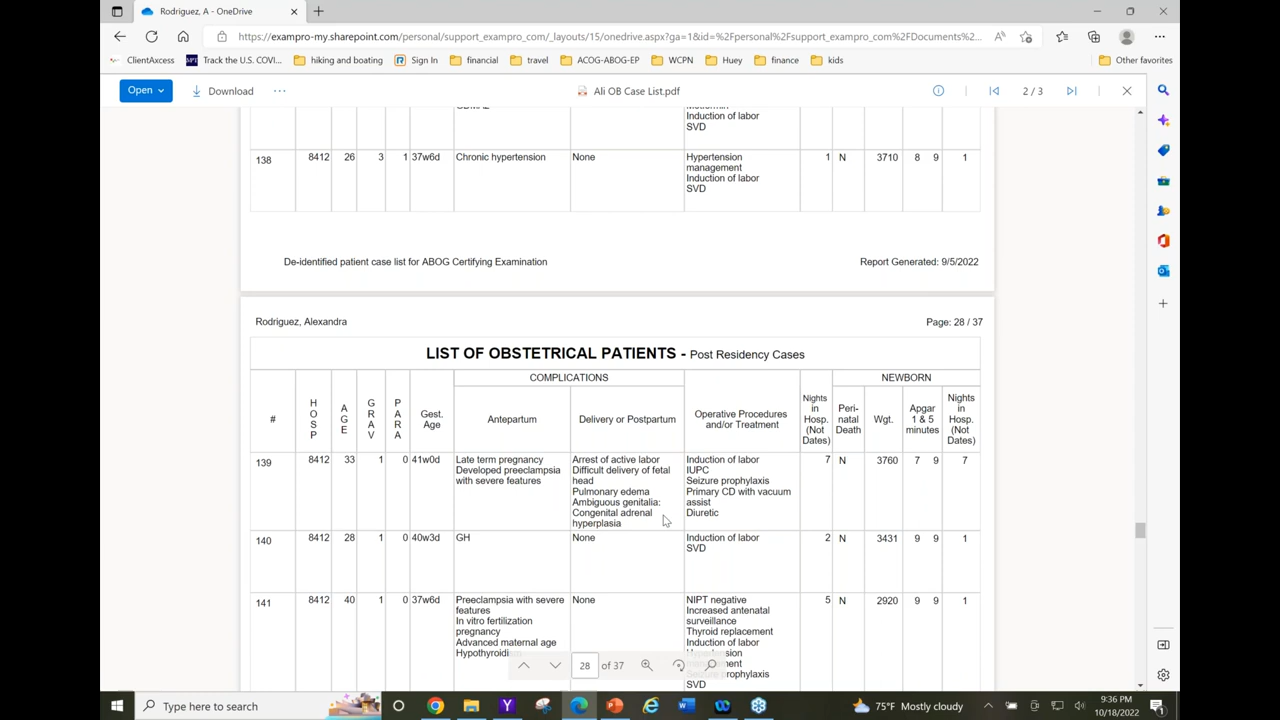 Rodriguez, A - OneDrive
https://exampro-my.sharepoint.com/personal/support_exampro_com/_layouts/15/onedrive.aspx?ga=1&id=%2Fpersonal%2Fsupport_exampro_com%2FDocuments%2...
ClientAxcess Track the U.S. COVI... hiking and boating Sign In financial travel ACOG-ABOG-EP WCPN Huey finance kids Other favorites
Open Download ... Ali OB Case List.pdf 2 / 3
Induction of labor
SVD
138 8412 26 3 1 37w6d Chronic hypertension None Hypertension 1 N 3710 8 9 1
management
Induction of labor
SVD
De-identified patient case list for ABOG Certifying Examination Report Generated: 9/5/2022
Rodriguez, Alexandra Page: 28 / 37
LIST OF OBSTETRICAL PATIENTS - Post Residency Cases
COMPLICATIONS NEWBORN
# HOSP AGE GRAV PARA Gest. Age Antepartum Delivery or Postpartum Operative Procedures and/or Treatment Nights in Hosp. (Not Dates) Peri-natal Death Wgt. Apgar 1 & 5 minutes Nights in Hosp. (Not Dates)
139 8412 33 1 0 41w0d Late term pregnancy Arrest of active labor Induction of labor 7 N 3760 7 9 7
Developed preeclampsia Difficult delivery of fetal IUPC
with severe features head Seizure prophylaxis
Pulmonary edema Primary CD with vacuum
Ambiguous genitalia: assist
Congenital adrenal Diuretic
hyperplasia
140 8412 28 1 0 40w3d GH None Induction of labor 2 N 3431 9 9 1
SVD
141 8412 40 1 0 37w6d Preeclampsia with severe None NIPT negative 5 N 2920 9 9 1
features Increased antenatal
In vitro fertilization surveillance
pregnancy Thyroid replacement
Advanced maternal age Induction of labor
SVD
28 of 37
Type here to search 75°F Mostly cloudy 9:36 PM
10/18/2022